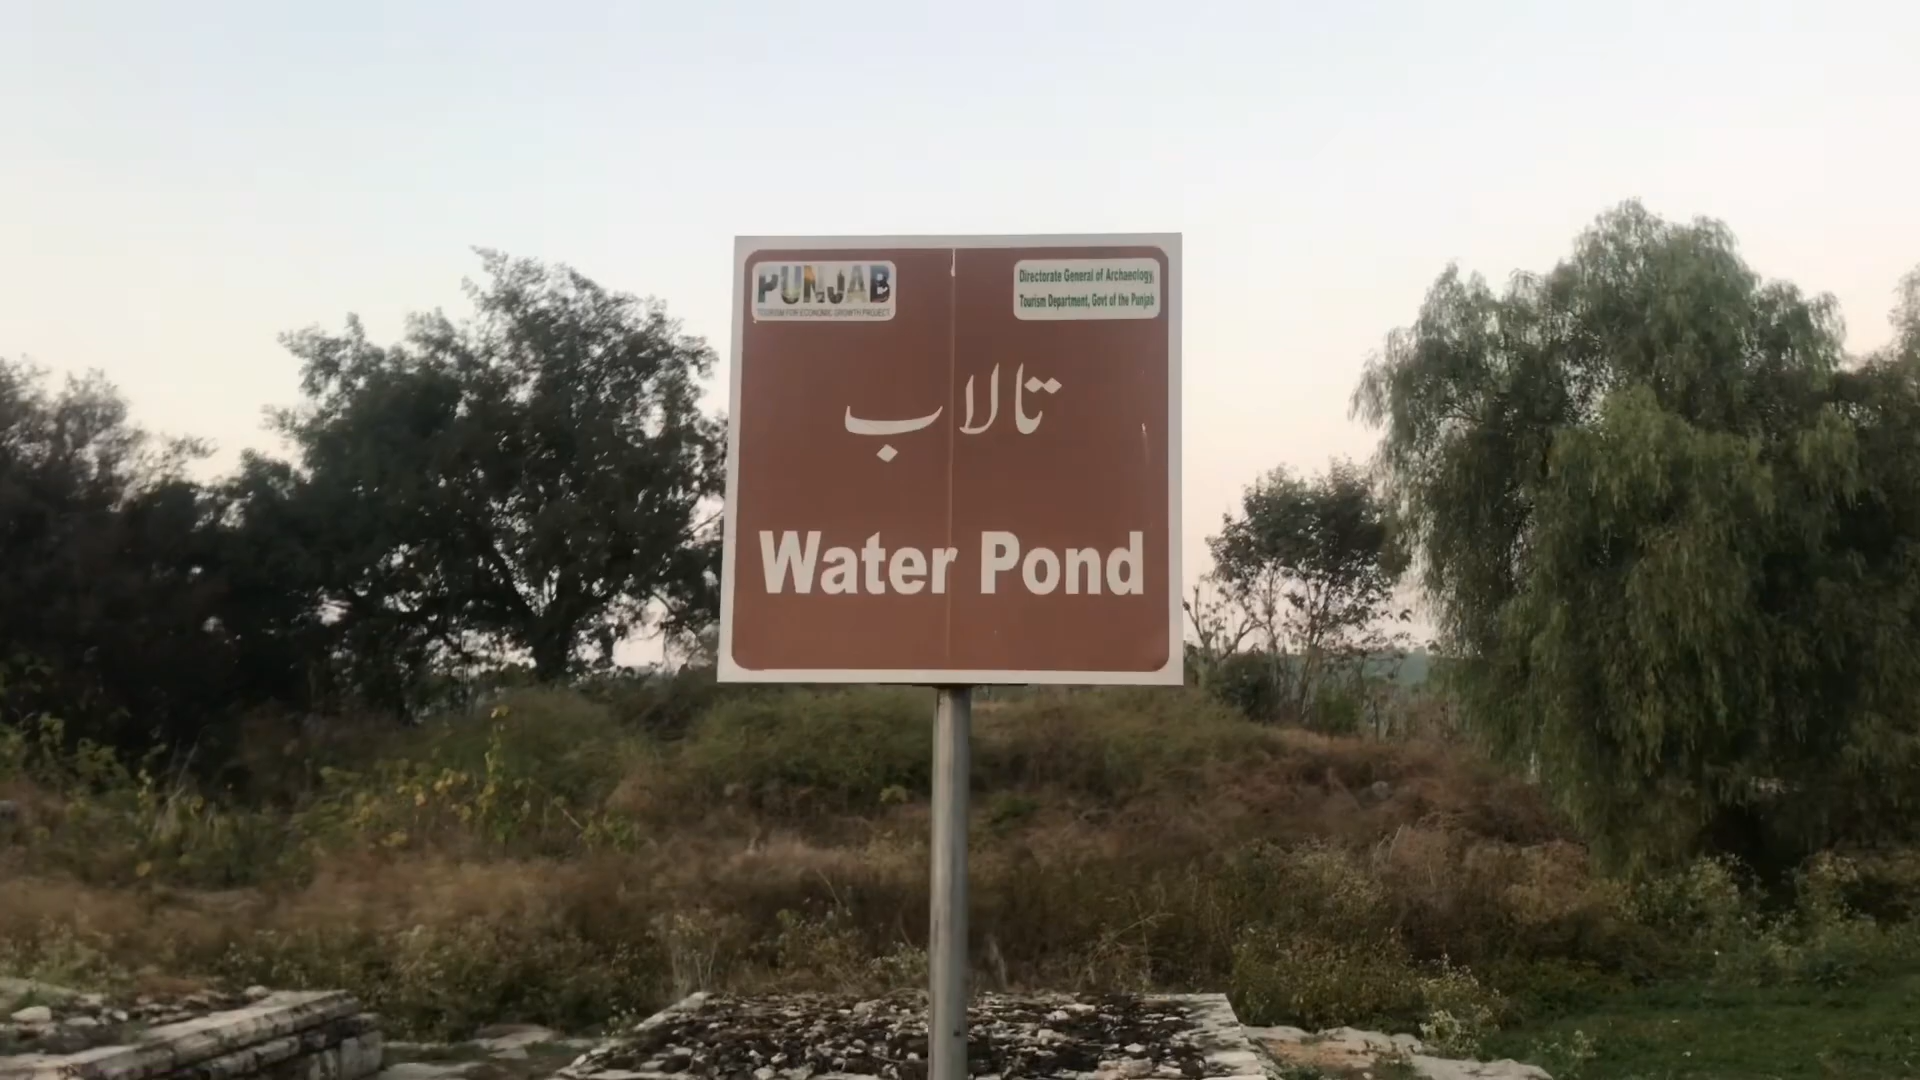 PUNJAB
TOURISM FOR ECONOMIC GROWTH PROJECT
Directorate General of Archaeology,
Tourism Department, Govt of the Punjab
تالاب
Water Pond